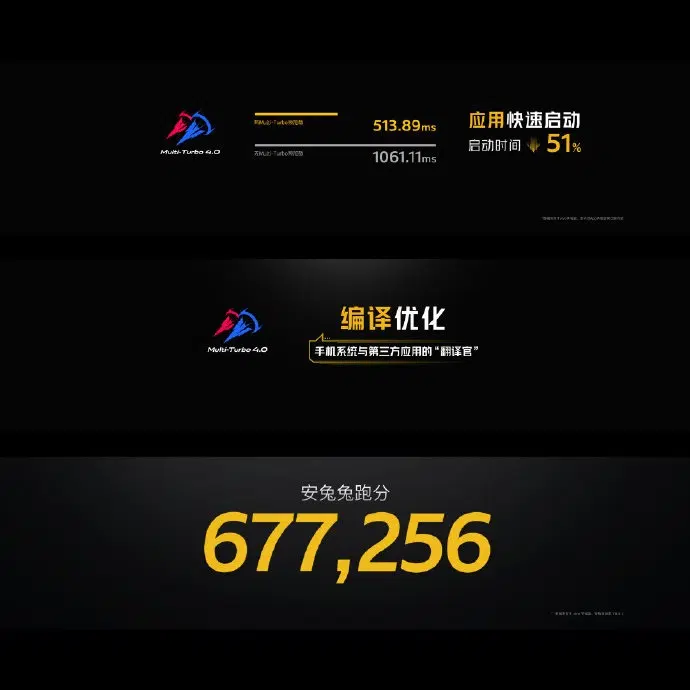 Multi-Turbo 4.0
513.89ms
1061.11ms
应用快速启动
启动时间 51%
Multi-Turbo 4.0
编译优化
手机系统与第三方应用的“翻译官”
安兔兔跑分
677,256